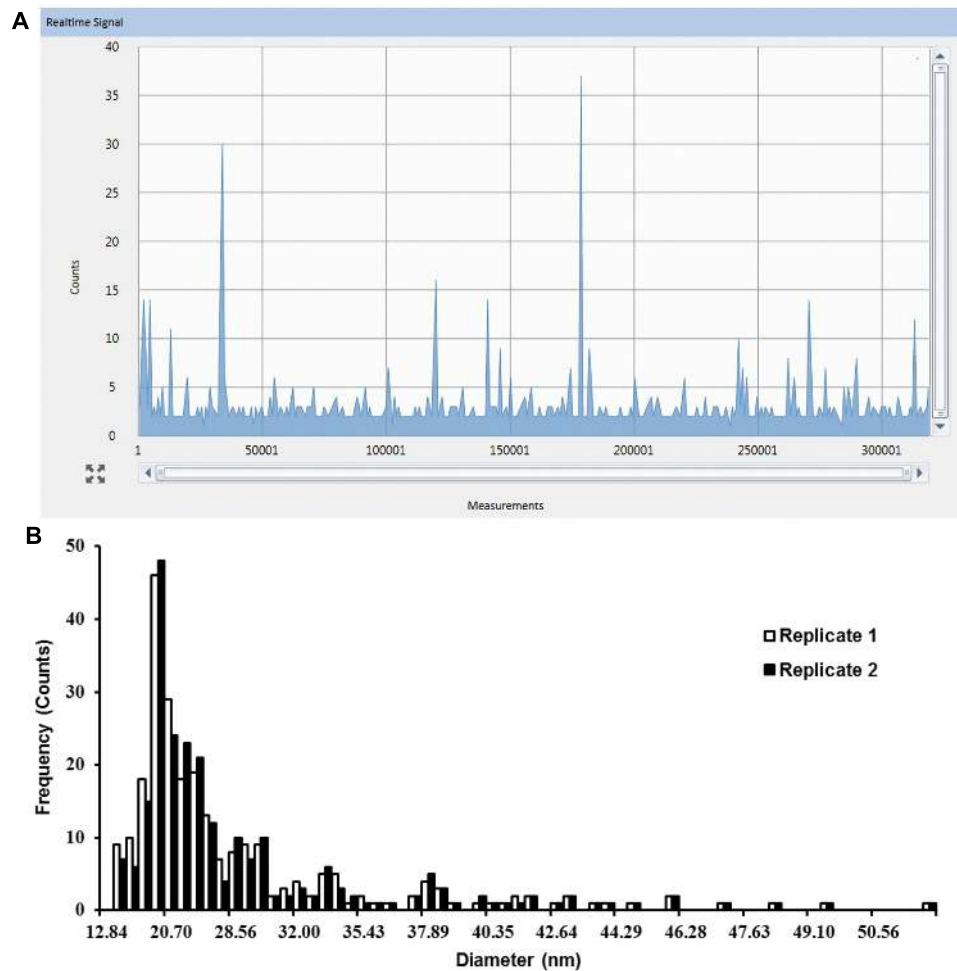 A
Realtime Signal
40
35
30
25
20
15
10
5
0
Counts
1 50001 100001 150001 200001 250001 300001
Measurements
B
50
40
30
20
10
0
Frequency (Counts)
Replicate 1
Replicate 2
12.84 20.70 28.56 32.00 35.43 37.89 40.35 42.64 44.29 46.28 47.63 49.10 50.56
Diameter (nm)